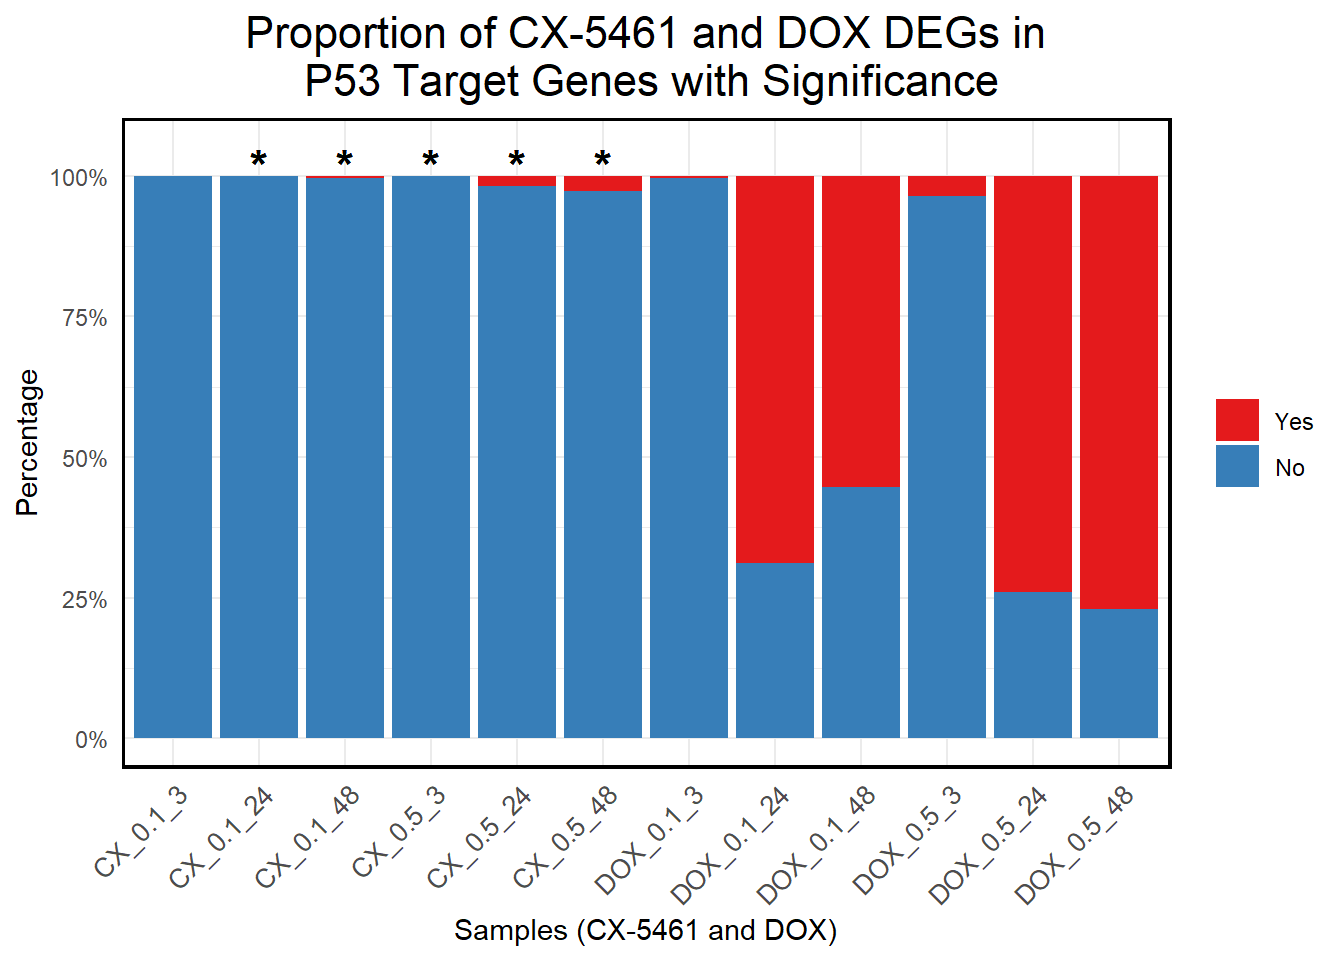 Proportion of CX-5461 and DOX DEGs in
P53 Target Genes with Significance
* * * * *
100%
75%
50%
25%
0%
Percentage
Yes
No
CX_0.1_3
CX_0.1_24
CX_0.1_48
CX_0.5_3
CX_0.5_24
CX_0.5_48
DOX_0.1_3
DOX_0.1_24
DOX_0.1_48
DOX_0.5_3
DOX_0.5_24
DOX_0.5_48
Samples (CX-5461 and DOX)